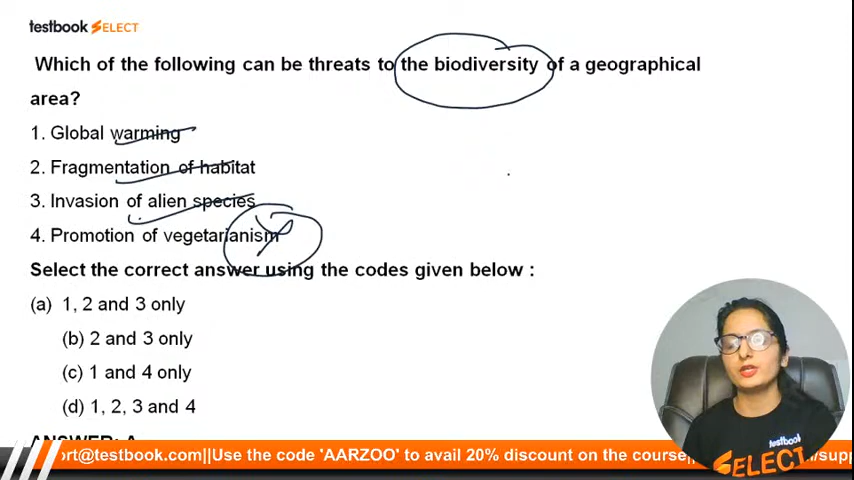 testbook SELECT
Which of the following can be threats to the biodiversity of a geographical
area?
1. Global warming
2. Fragmentation of habitat
3. Invasion of alien species
4. Promotion of vegetarianism
Select the correct answer using the codes given below :
(a) 1, 2 and 3 only
(b) 2 and 3 only
(c) 1 and 4 only
(d) 1, 2, 3 and 4
ANSWER: A
testbook
SELECT
ort@testbook.com||Use the code 'AARZOO' to avail 20% discount on the course||